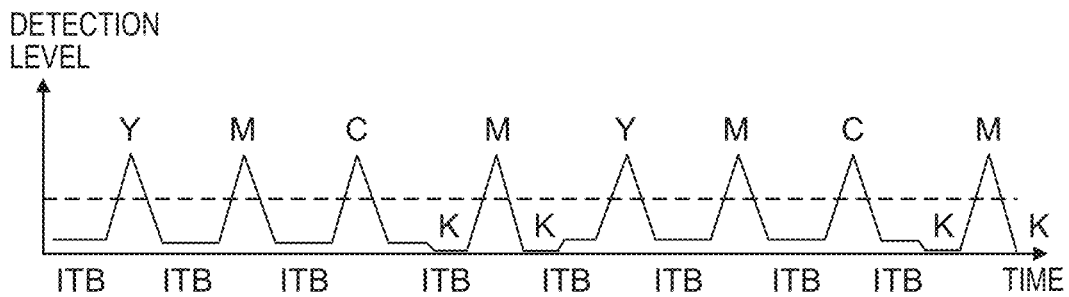 DETECTION
LEVEL
Y M C M Y M C M
K K K K
ITB ITB ITB ITB ITB ITB ITB ITB TIME